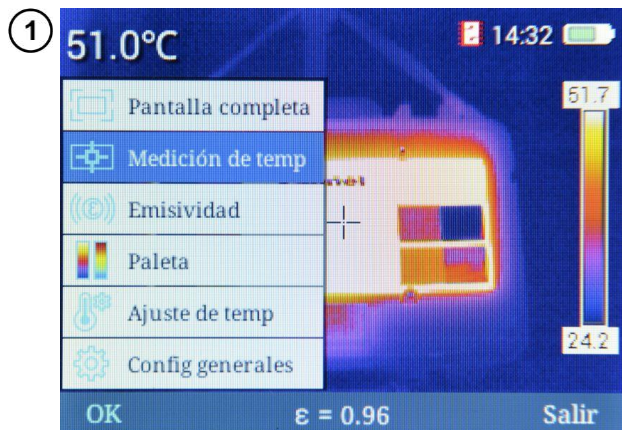 1
51.0°C
14:32
Pantalla completa
Medición de temp
Emisividad
Paleta
Ajuste de temp
Config generales
51.7
24.2
OK
ε = 0.96
Salir